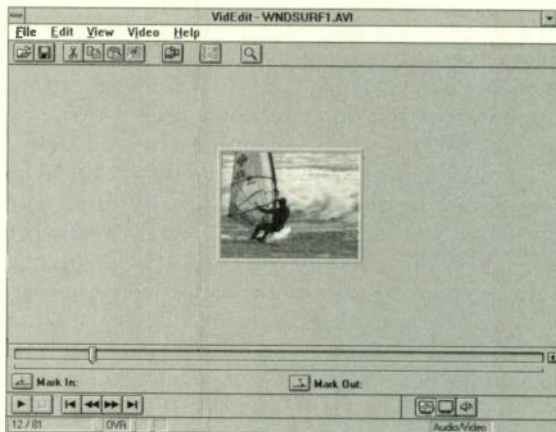 VidEdit - WNDSURF1.AVI
File Edit View Video Help
Mark In: Mark Out:
12 / 81 OVR Audio/Video